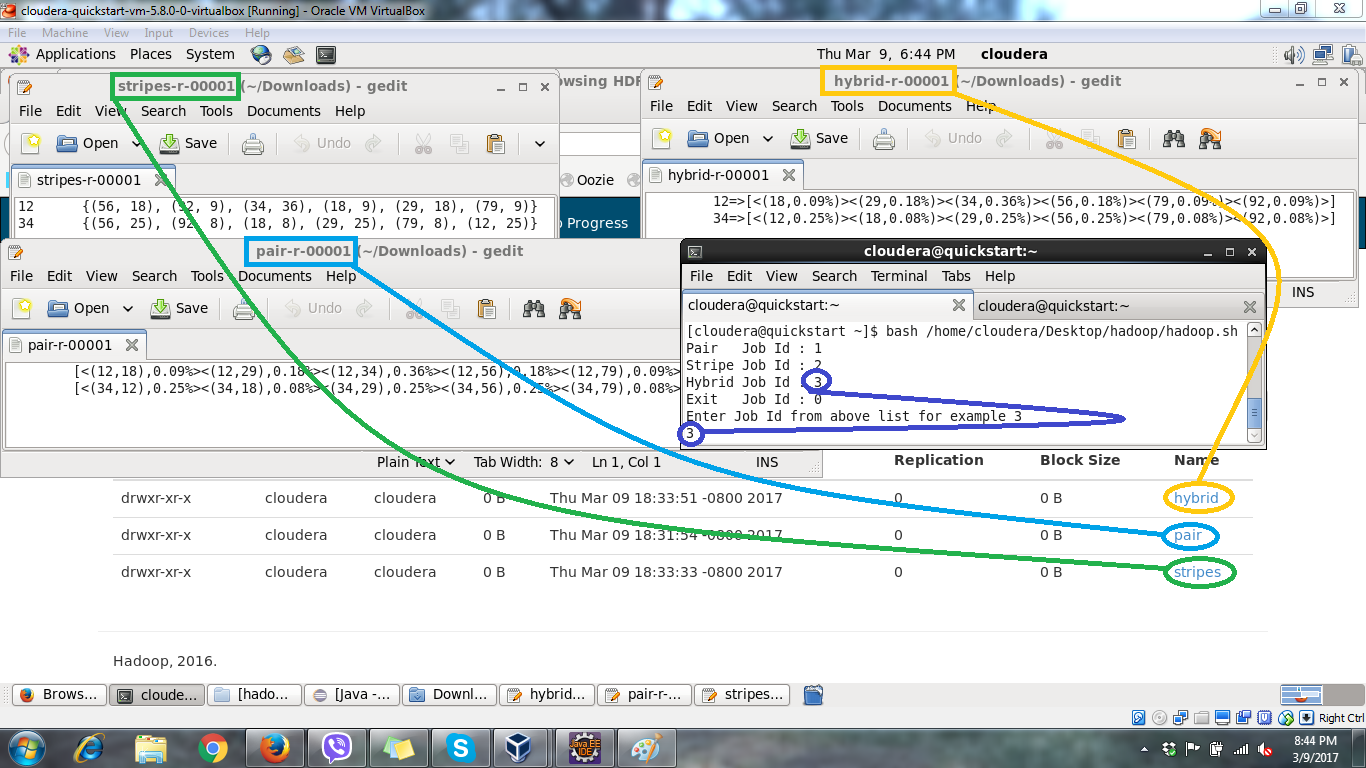 cloudera-quickstart-vm-5.8.0-0-virtualbox [Running] - Oracle VM VirtualBox
File Machine View Input Devices Help
Applications Places System
Thu Mar 9, 6:44 PM cloudera
stripes-r-00001 (~/Downloads) - gedit
File Edit View Search Tools Documents Help
Open Save Undo
stripes-r-00001
12 {(56, 18), (92, 9), (34, 36), (18, 9), (29, 18), (79, 9)}
34 {(56, 25), (92, 8), (18, 8), (29, 25), (79, 8), (12, 25)}
owsing HDF
Oozie
o Progress
hybrid-r-00001 (~/Downloads) - gedit
File Edit View Search Tools Documents Help
Open Save Undo
hybrid-r-00001
12=>[<(18,0.09%)><(29,0.18%)><(34,0.36%)><(56,0.18%)><(79,0.09%)><(92,0.09%)>]
34=>[<(12,0.25%)><(18,0.08%)><(29,0.25%)><(56,0.25%)><(79,0.08%)><(92,0.08%)>]
INS
pair-r-00001 (~/Downloads) - gedit
File Edit View Search Tools Documents Help
Open Save Undo
pair-r-00001
[<(12,18),0.09%><(12,29),0.18%><(12,34),0.36%><(12,56),0.18%><(12,79),0.09%>
[<(34,12),0.25%><(34,18),0.08%><(34,29),0.25%><(34,56),0.25%><(34,79),0.08%>
Plain Text Tab Width: 8 Ln 1, Col 1 INS
cloudera@quickstart:~
File Edit View Search Terminal Tabs Help
cloudera@quickstart:~ cloudera@quickstart:~
[cloudera@quickstart ~]$ bash /home/cloudera/Desktop/hadoop/hadoop.sh
Pair Job Id : 1
Stripe Job Id : 2
Hybrid Job Id 3
Exit Job Id : 0
Enter Job Id from above list for example 3
3
Replication Block Size Name
drwxr-xr-x cloudera cloudera 0 B Thu Mar 09 18:33:51 -0800 2017 0 0 B hybrid
drwxr-xr-x cloudera cloudera 0 B Thu Mar 09 18:31:54 -0800 2017 0 0 B pair
drwxr-xr-x cloudera cloudera 0 B Thu Mar 09 18:33:33 -0800 2017 0 0 B stripes
Hadoop, 2016.
Brows... cloude... [hado... [Java -... Downl... hybrid... pair-r-... stripes...
Right Ctrl
Java EE
IDE
8:44 PM
3/9/2017